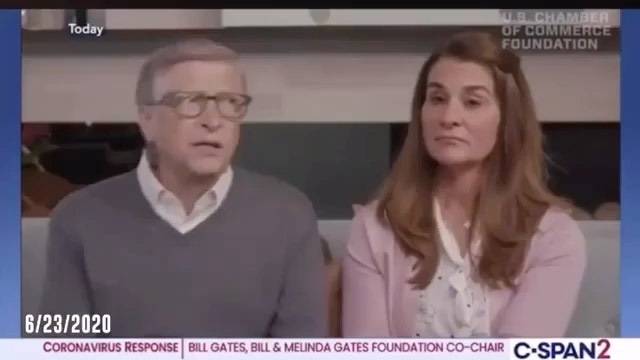 Today
U.S. CHAMBER
OF COMMERCE
FOUNDATION
6/23/2020
CORONAVIRUS RESPONSE | BILL GATES, BILL & MELINDA GATES FOUNDATION CO-CHAIR
C-SPAN2